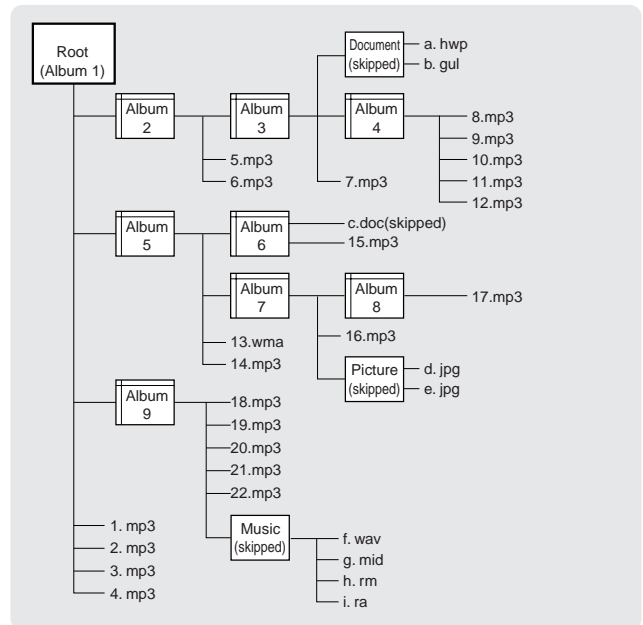 Root
(Album 1)
Document
(skipped)
a. hwp
b. gul
Album
2
Album
3
Album
4
8.mp3
9.mp3
10.mp3
11.mp3
12.mp3
5.mp3
6.mp3
7.mp3
Album
5
Album
6
c.doc(skipped)
15.mp3
Album
7
Album
8
17.mp3
13.wma
14.mp3
16.mp3
Picture
(skipped)
d. jpg
e. jpg
Album
9
18.mp3
19.mp3
20.mp3
21.mp3
22.mp3
Music
(skipped)
f. wav
g. mid
h. rm
i. ra
1. mp3
2. mp3
3. mp3
4. mp3